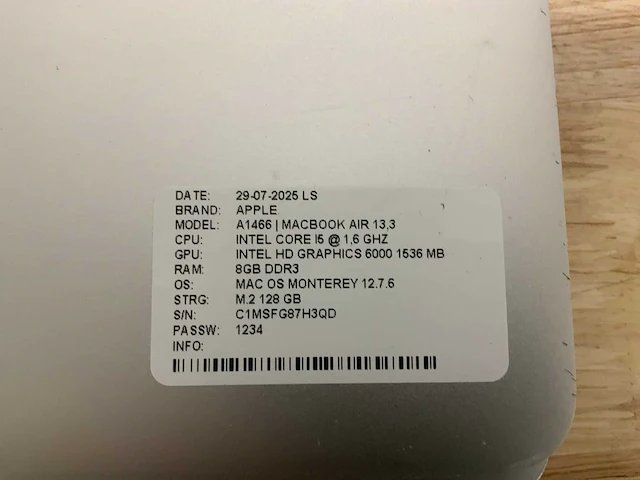 DATE: 29-07-2025 LS
BRAND: APPLE
MODEL: A1466 | MACBOOK AIR 13,3
CPU: INTEL CORE I5 @ 1,6 GHZ
GPU: INTEL HD GRAPHICS 6000 1536 MB
RAM: 8GB DDR3
OS: MAC OS MONTEREY 12.7.6
STRG: M.2 128 GB
S/N: C1MSFG87H3QD
PASSW: 1234
INFO: